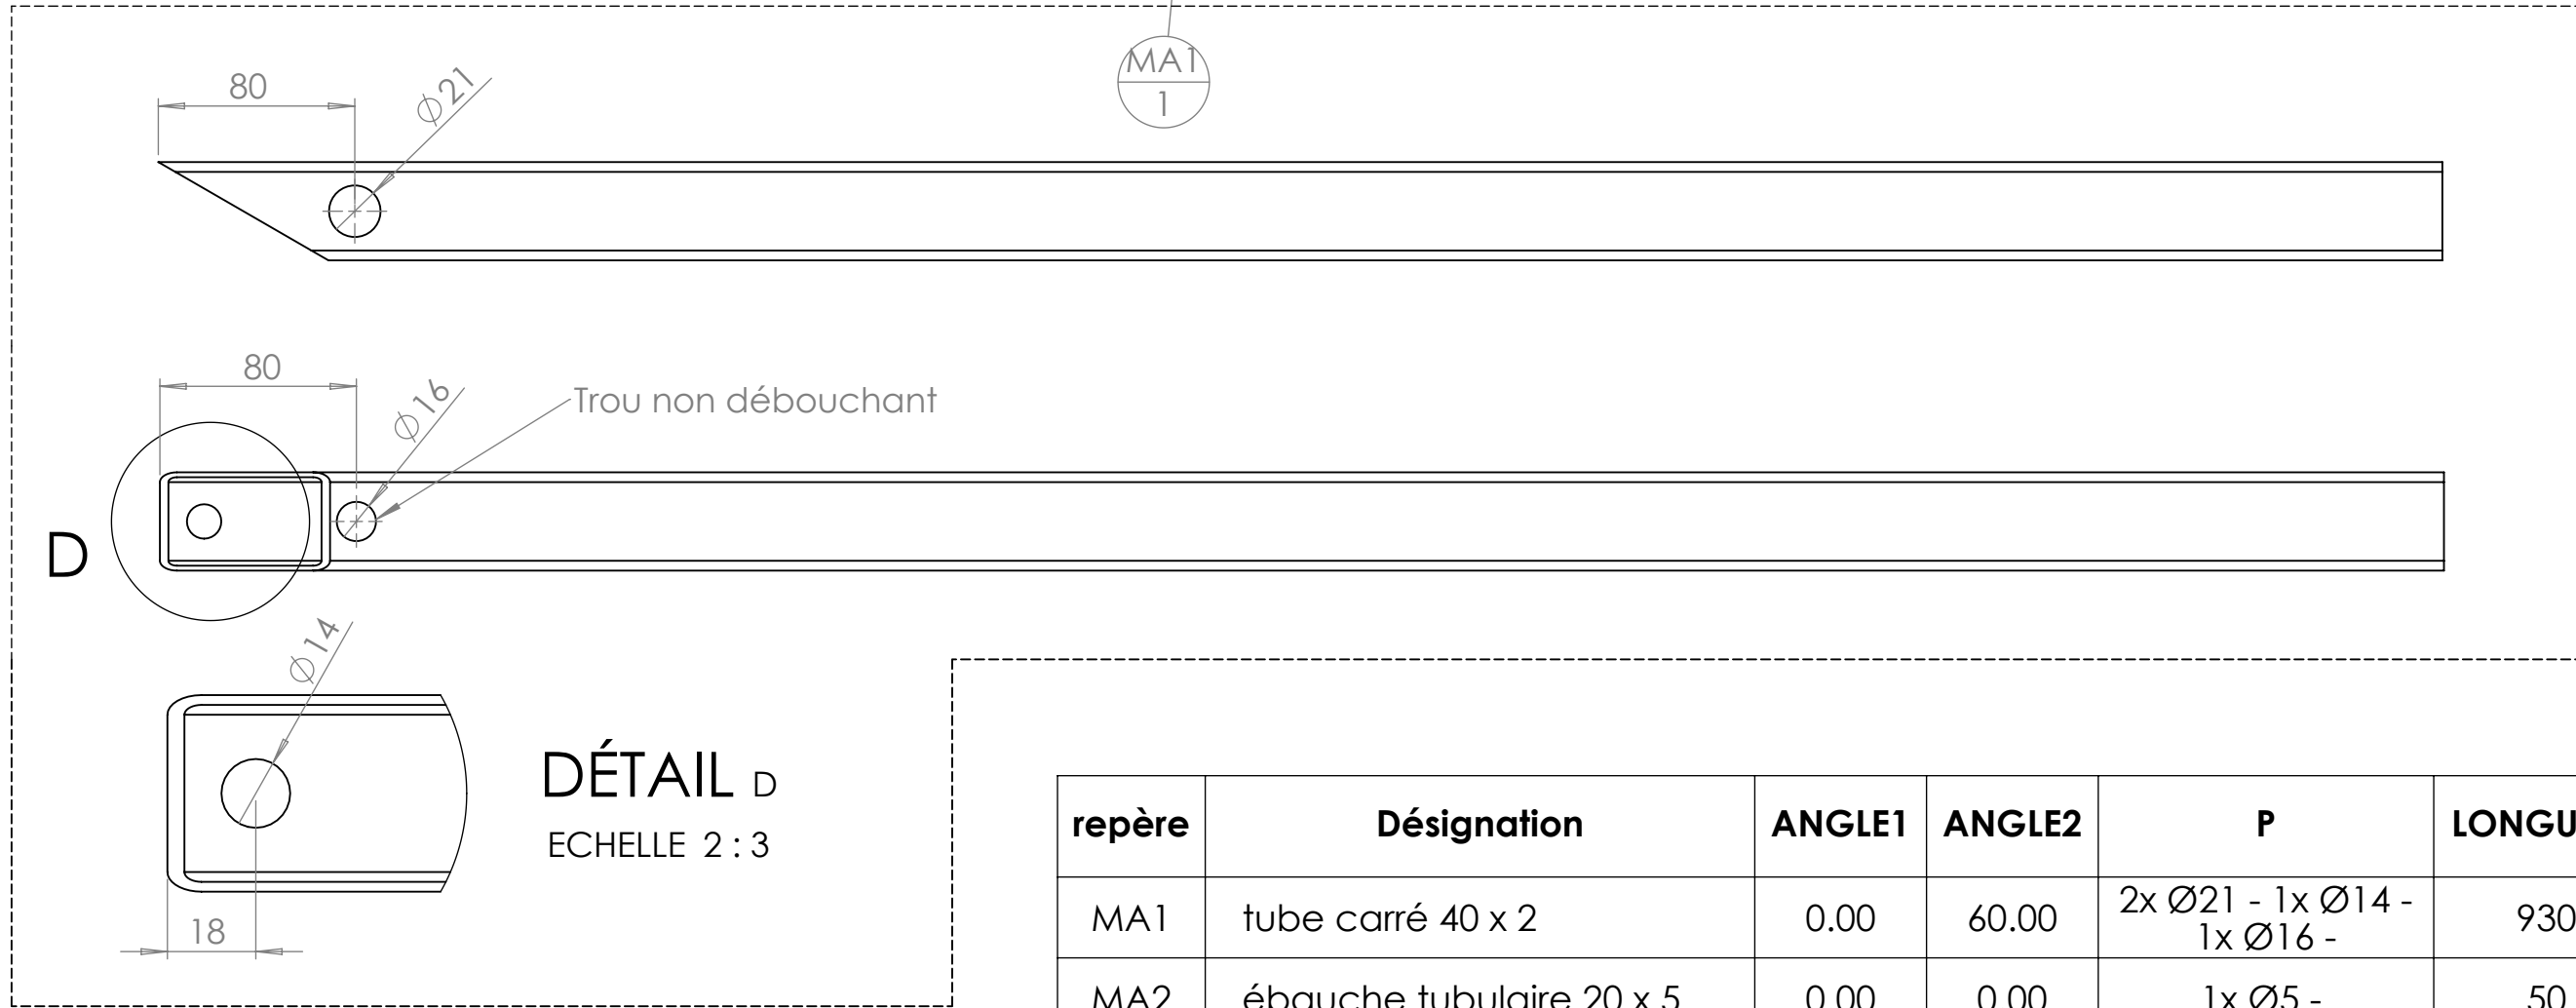 MA1
1
80
Ø21
80
Ø16
Trou non débouchant
D
Ø14
DÉTAIL D
ECHELLE 2 : 3
18
repère Désignation ANGLE1 ANGLE2 P
MA1 tube carré 40 x 2 0.00 60.00 2x Ø21 - 1x Ø14 - 930
1x Ø16 -
MA2 ébauche tubulaire 20 x 5 0.00 0.00 1x Ø5 - 50